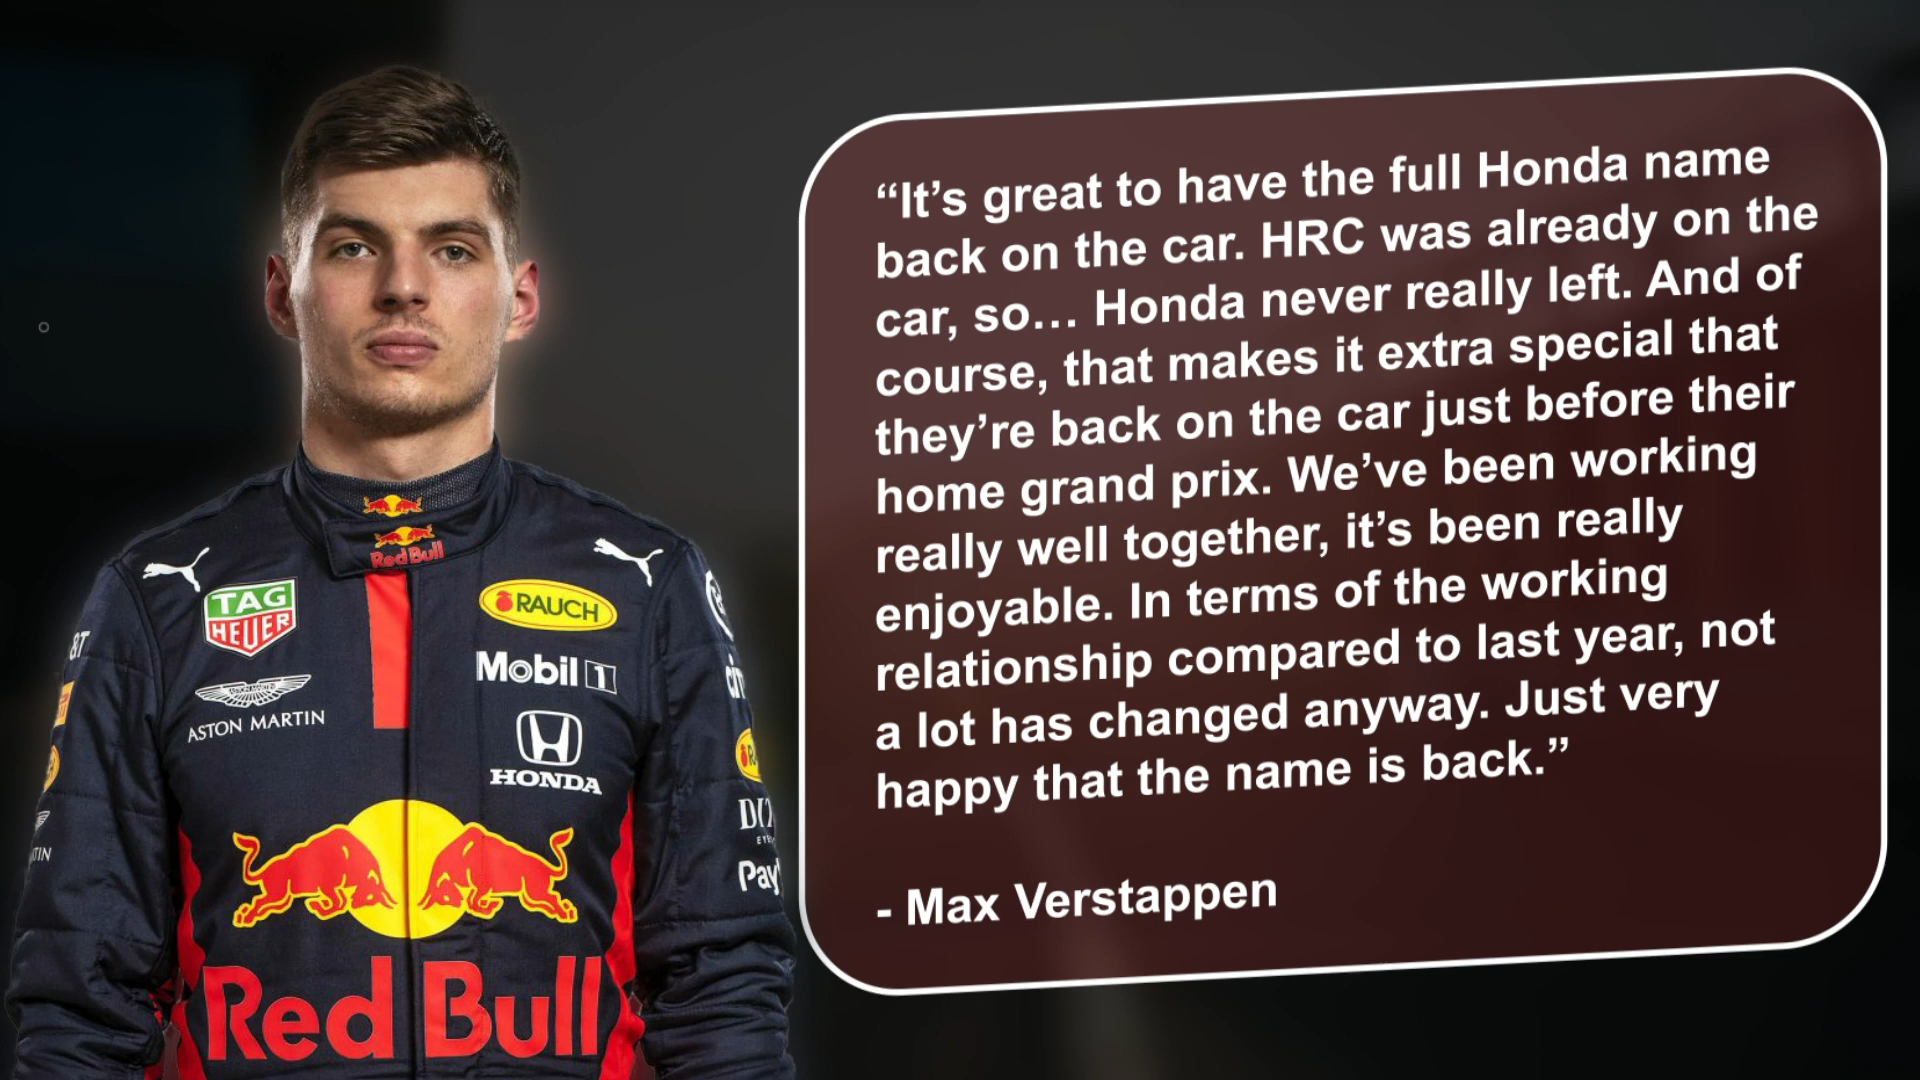 “It’s great to have the full Honda name
back on the car. HRC was already on the
car, so… Honda never really left. And of
course, that makes it extra special that
they’re back on the car just before their
home grand prix. We’ve been working
really well together, it’s been really
enjoyable. In terms of the working
relationship compared to last year, not
a lot has changed anyway. Just very
happy that the name is back.”
- Max Verstappen
Red Bull
TAG
HEUER
RAUCH
Mobil 1
ASTON MARTIN
HONDA
Red Bull